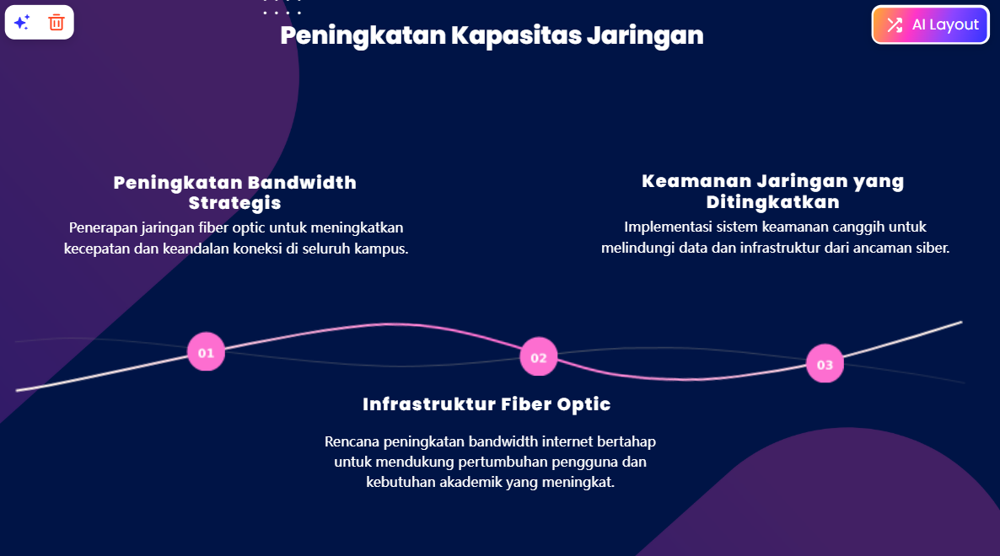 Peningkatan Kapasitas Jaringan
AI Layout
Peningkatan Bandwidth
Strategis
Penerapan jaringan fiber optic untuk meningkatkan
kecepatan dan keandalan koneksi di seluruh kampus.
Keamanan Jaringan yang
Ditingkatkan
Implementasi sistem keamanan canggih untuk
melindungi data dan infrastruktur dari ancaman siber.
01
02
03
Infrastruktur Fiber Optic
Rencana peningkatan bandwidth internet bertahap
untuk mendukung pertumbuhan pengguna dan
kebutuhan akademik yang meningkat.